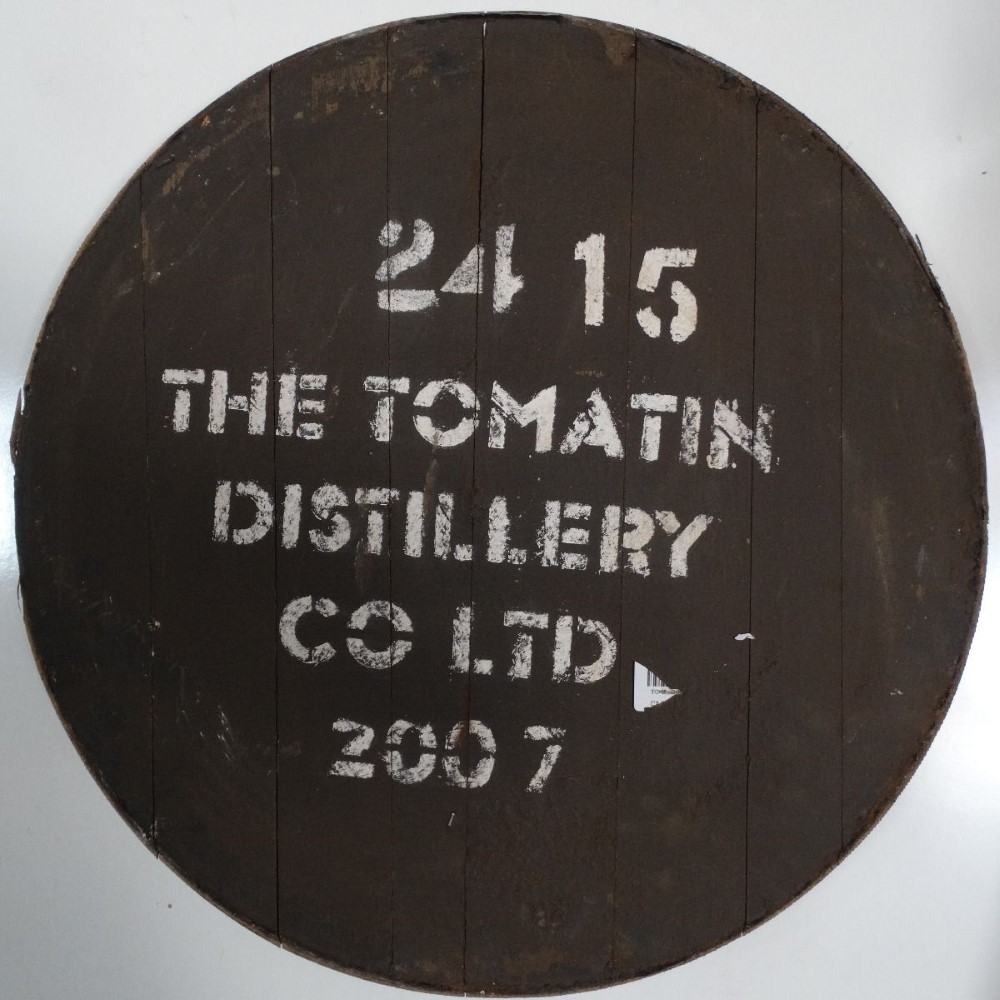 24 15
THE TOMATIN
DISTILLERY
CO LTD
2007